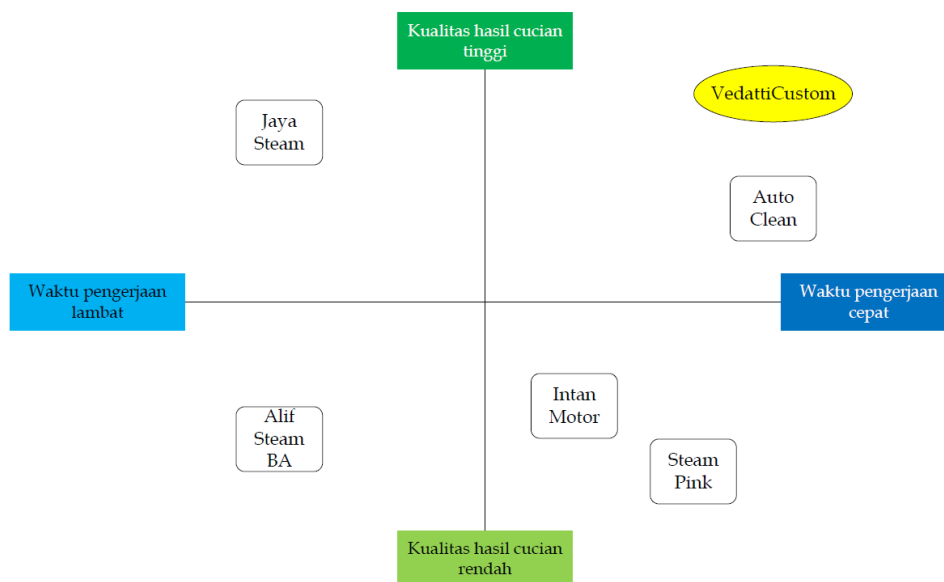 Kualitas hasil cucian
tinggi
VedattiCustom
Jaya
Steam
Auto
Clean
Waktu pengerjaan
lambat
Waktu pengerjaan
cepat
Intan
Motor
Alif
Steam
BA
Steam
Pink
Kualitas hasil cucian
rendah